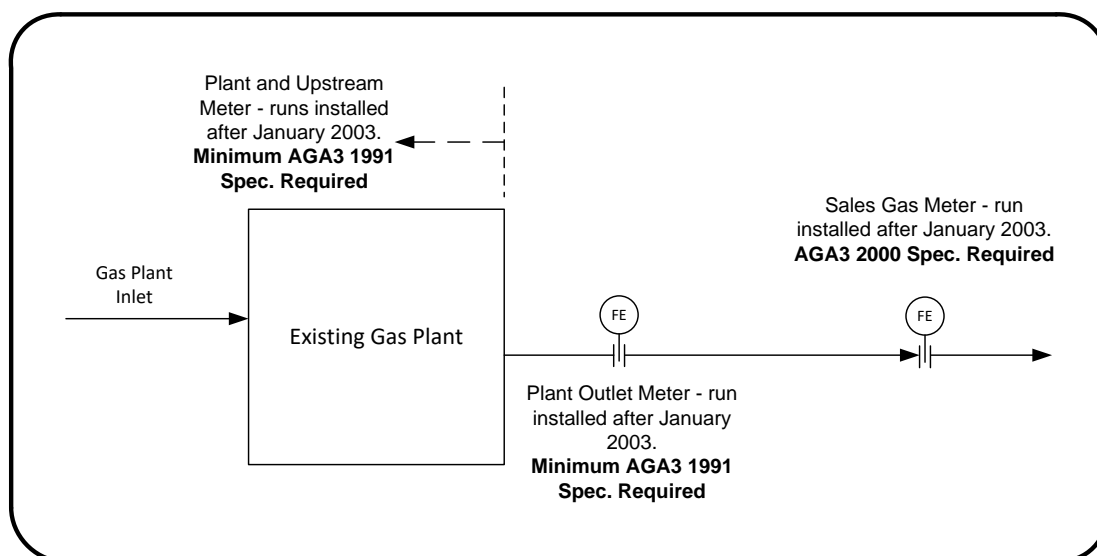 Plant and Upstream
Meter - runs installed
after January 2003.
Minimum AGA3 1991
Spec. Required
Sales Gas Meter - run
installed after January 2003.
AGA3 2000 Spec. Required
Gas Plant
Inlet
Existing Gas Plant
FE
FE
Plant Outlet Meter - run
installed after January
2003.
Minimum AGA3 1991
Spec. Required